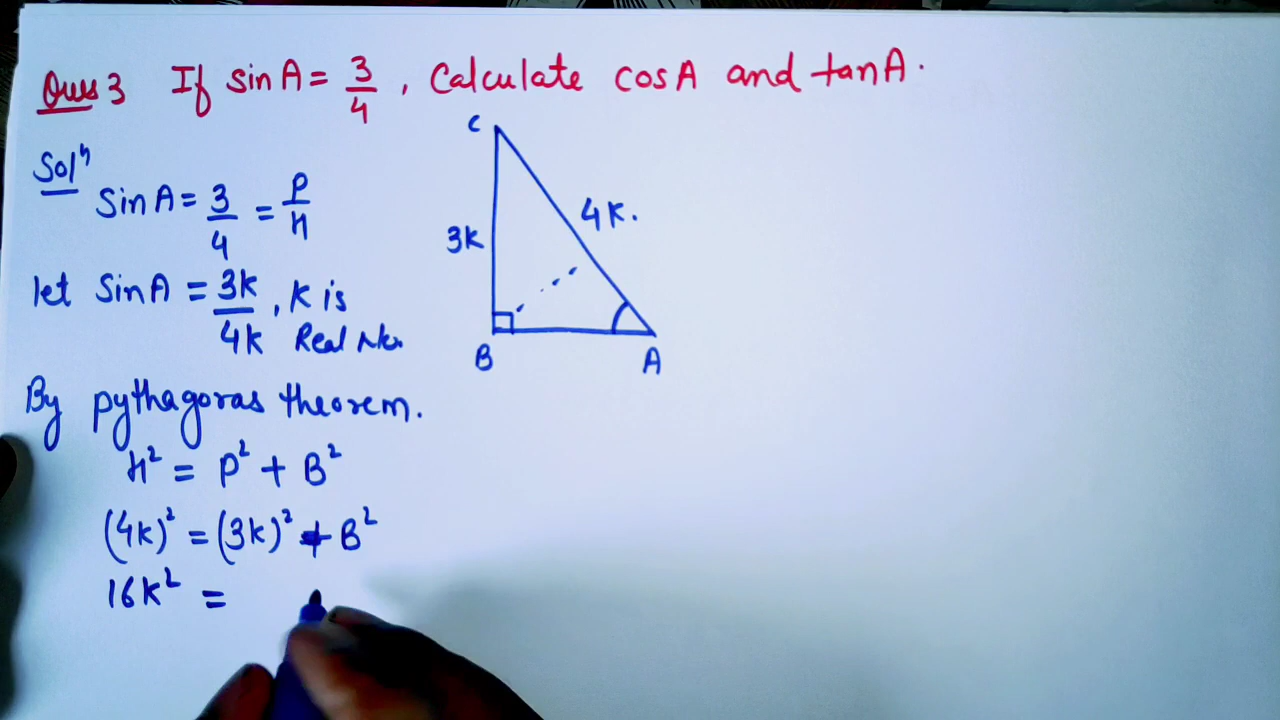 Ques 3 If sin A = 3/4 , Calculate cos A and tan A.
Solⁿ
Sin A = 3/4 = P/H
let Sin A = 3K/4K , K is
Real No.
By pythagoras theorem.
H² = P² + B²
(4K)² = (3K)² + B²
16K² =
C
4K.
3K
B A